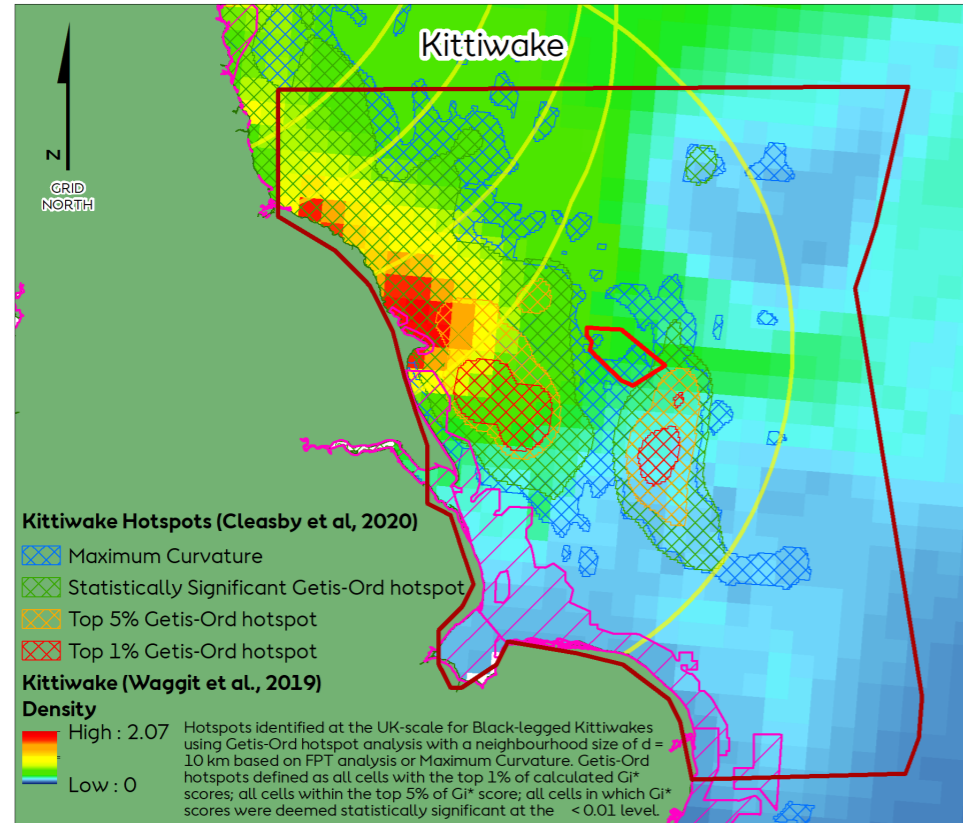 Kittiwake
N
GRID
NORTH
Kittiwake Hotspots (Cleasby et al, 2020)
Maximum Curvature
Statistically Significant Getis-Ord hotspot
Top 5% Getis-Ord hotspot
Top 1% Getis-Ord hotspot
Kittiwake (Waggit et al., 2019)
Density
High : 2.07
Low : 0
Hotspots identified at the UK-scale for Black-legged Kittiwakes
using Getis-Ord hotspot analysis with a neighbourhood size of d =
10 km based on FPT analysis or Maximum Curvature. Getis-Ord
hotspots defined as all cells with the top 1% of calculated Gi*
scores; all cells within the top 5% of Gi* score; all cells in which Gi*
scores were deemed statistically significant at the < 0.01 level.